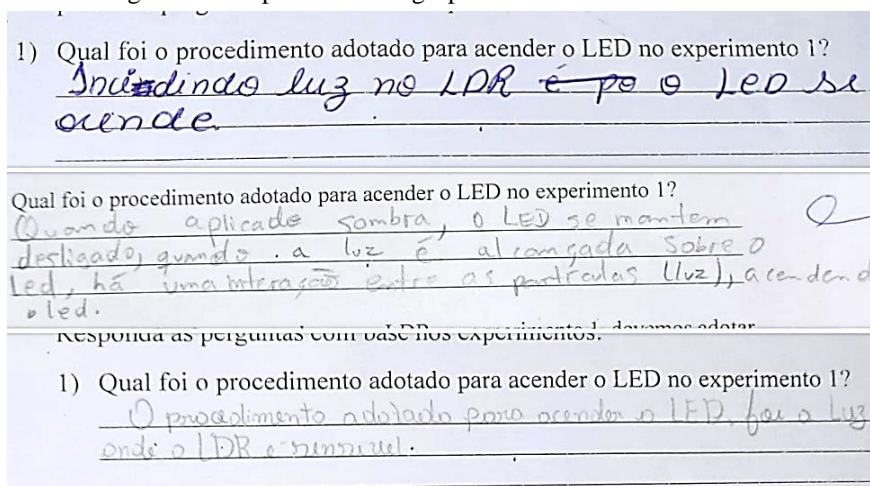 1) Qual foi o procedimento adotado para acender o LED no experimento 1?
Incidindo luz no LDR é po o Led se
acende.
Qual foi o procedimento adotado para acender o LED no experimento 1?
Quando aplicado sombra, o LED se mantem
desligado, quando a luz é alcançada sobre o
Led, há uma interação entre as partículas (luz), acendend
o led.
Responda as perguntas com base nos experimentos.
1) Qual foi o procedimento adotado para acender o LED no experimento 1?
O procedimento adotado para acender o LED, foi a luz
onde o LDR é sensivel.